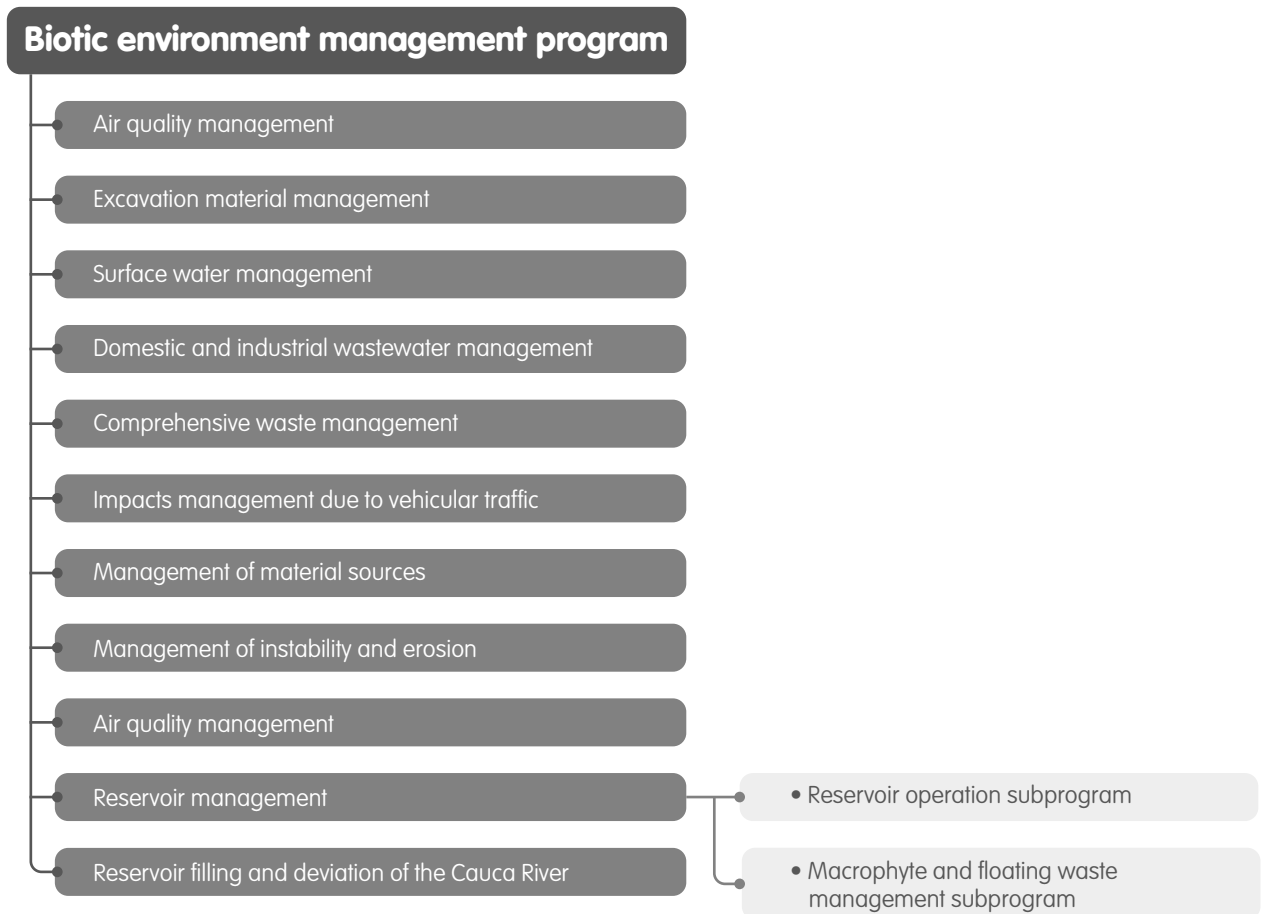 Biotic environment management program
Air quality management
Excavation material management
Surface water management
Domestic and industrial wastewater management
Comprehensive waste management
Impacts management due to vehicular traffic
Management of material sources
Management of instability and erosion
Air quality management
Reservoir management
• Reservoir operation subprogram
Reservoir filling and deviation of the Cauca River
• Macrophyte and floating waste
management subprogram